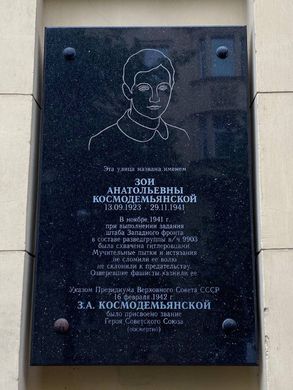 Эта улица названа именем
ЗОИ
АНАТОЛЬЕВНЫ
КОСМОДЕМЬЯНСКОЙ
13.09.1923 - 29.11.1941
В ноябре 1941 г.
при выполнении задания
штаба Западного фронта
в составе разведгруппы в/ч 9903
была схвачена гитлеровцами.
Мучительные пытки и истязания
не сломили ее волю
не склонили к предательству.
Озверевшие фашисты казнили ее.
Указом Президиума Верховного Совета СССР
16 февраля 1942 г.
З.А. КОСМОДЕМЬЯНСКОЙ
было присвоено звание
Героя Советского Союза
(посмертно)